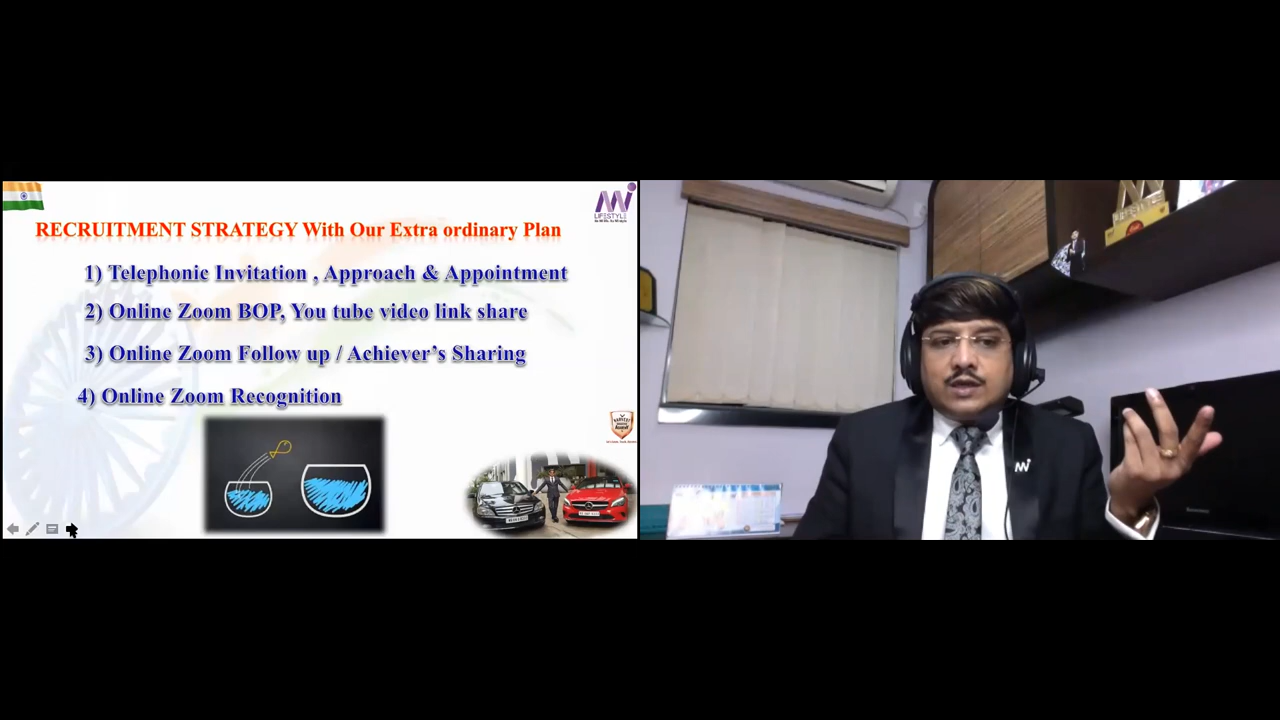 LIFESTYLE
RECRUITMENT STRATEGY With Our Extra ordinary Plan
1) Telephonic Invitation , Approach & Appointment
2) Online Zoom BOP, You tube video link share
3) Online Zoom Follow up / Achiever’s Sharing
4) Online Zoom Recognition